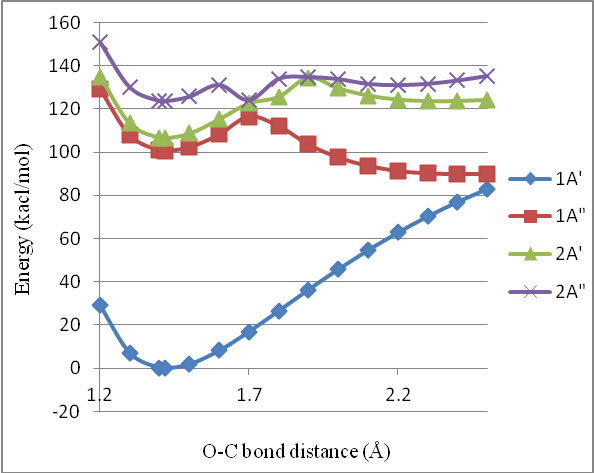 160
140
120
100
80
60
40
20
0
-20
1.2
1.7
2.2
Energy (kacl/mol)
O-C bond distance (Å)
1A'
1A"
2A'
2A"